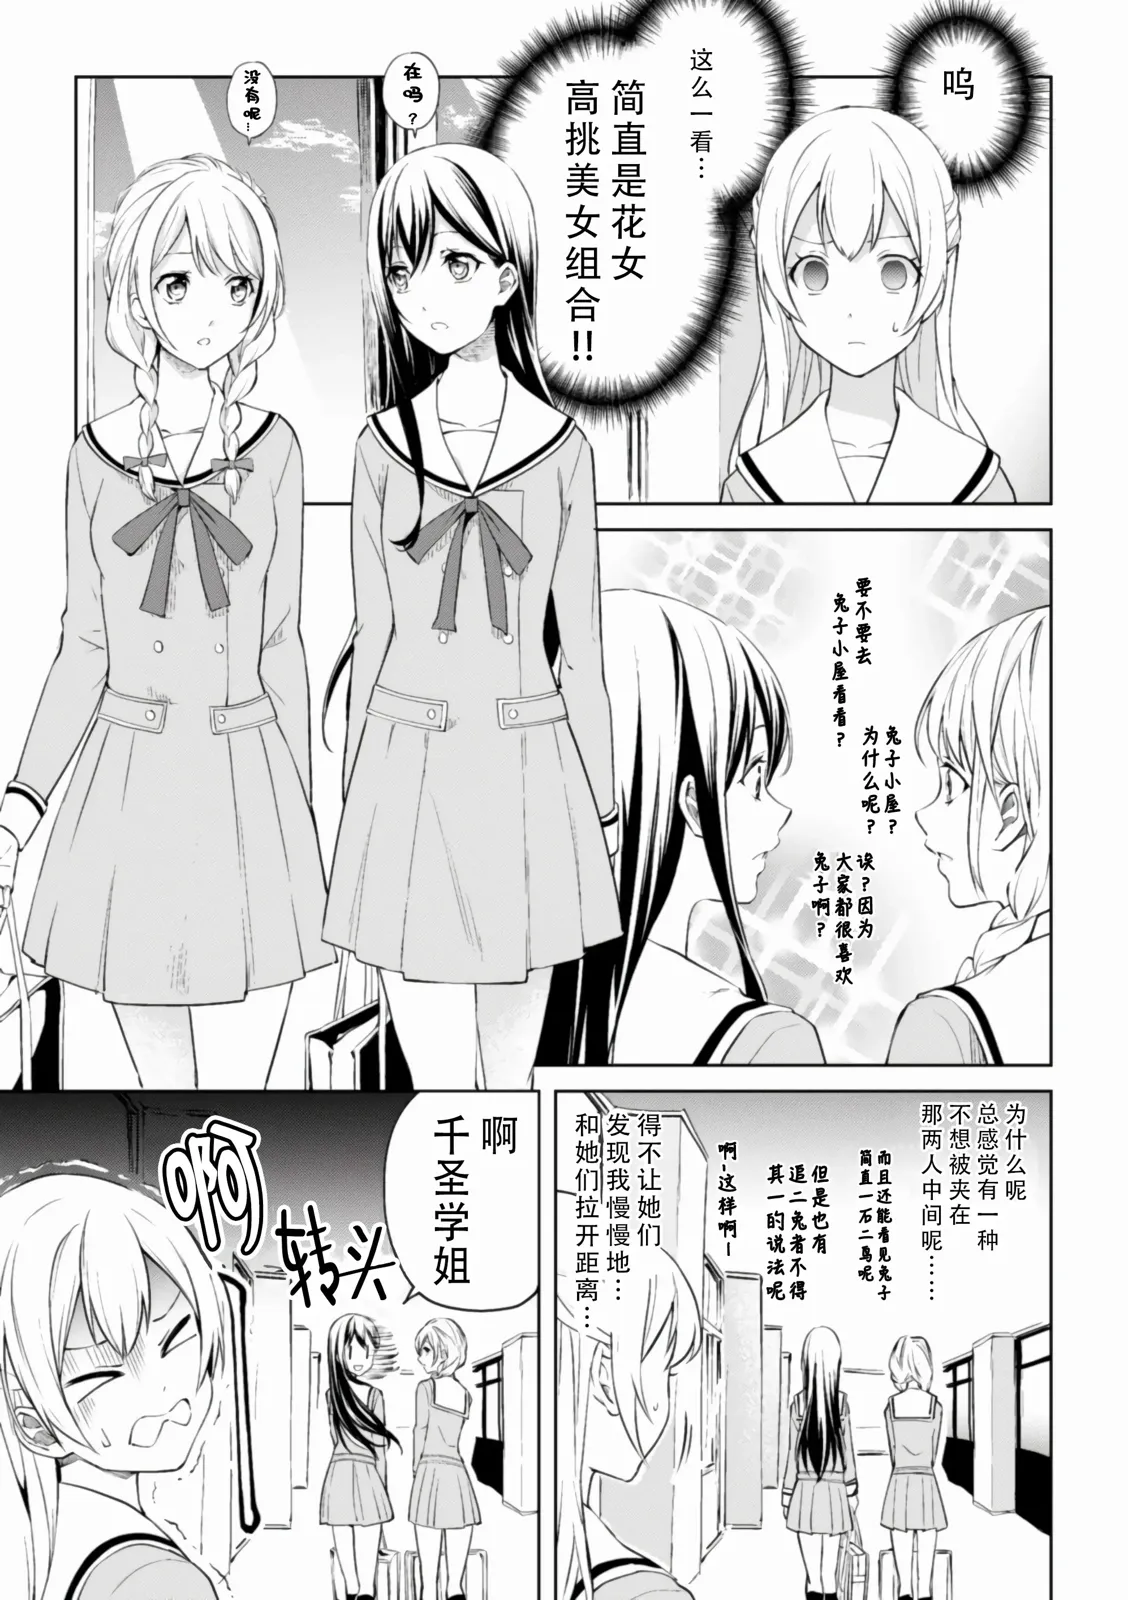 呜
这么一看…
简直是花女
高挑美女组合!!
在吗？
没有呢…
要不要去
兔子小屋看看？
兔子小屋？
为什么呢？
诶？因为
大家都很喜欢
兔子啊？
为什么呢
总感觉有一种
不想被夹在
那两人中间呢……
而且还能看见兔子
简直一石二鸟呢
但是也有
追二兔者不得
其一的说法呢
啊~这样啊~
得不让她们
发现我慢慢地…
和她们拉开距离…
啊
千圣学姐
转头
啊啊